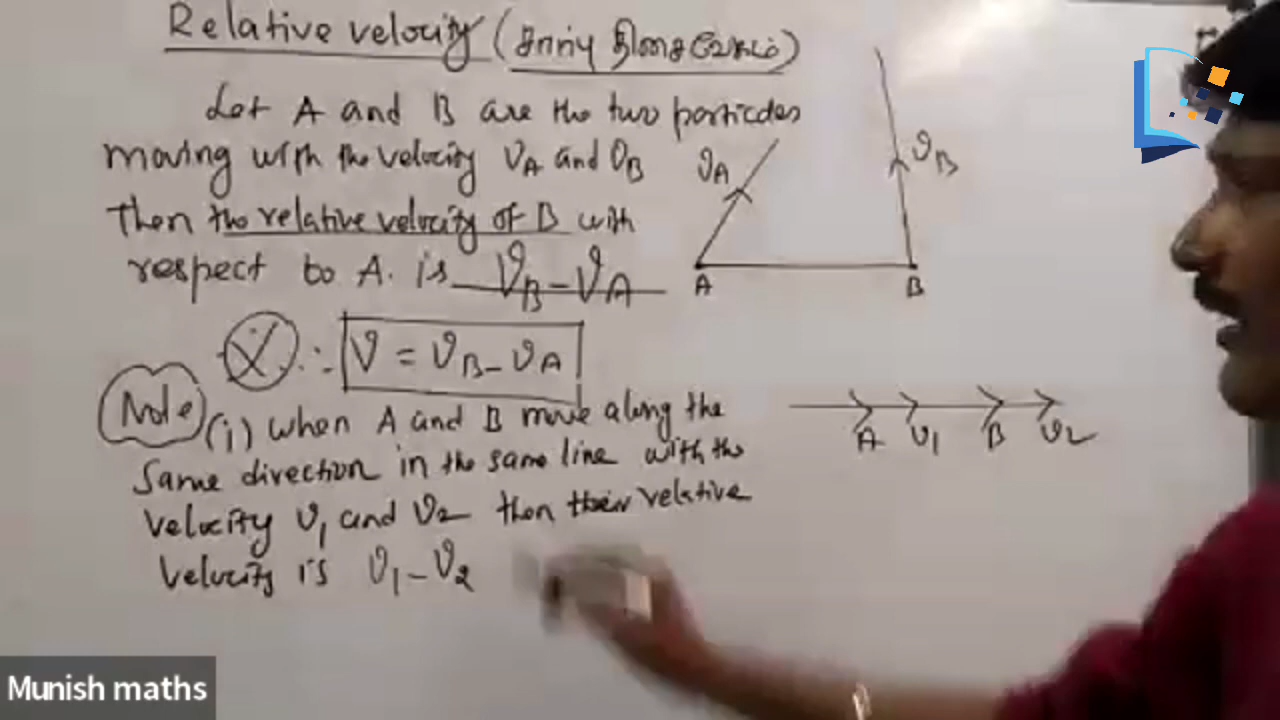 Relative velocity (சார்பு திசைவேகம்)
Let A and B are the two particles
moving with the velocity VA and VB
Then the relative velocity of B with
respect to A. is VB - VA
∴ V = VB - VA
Note (i) when A and B move along the
same direction in the same line with the
velocity V1 and V2 then their relative
velocity is V1 - V2
VA
VB
A B
A V1 B V2
Munish maths